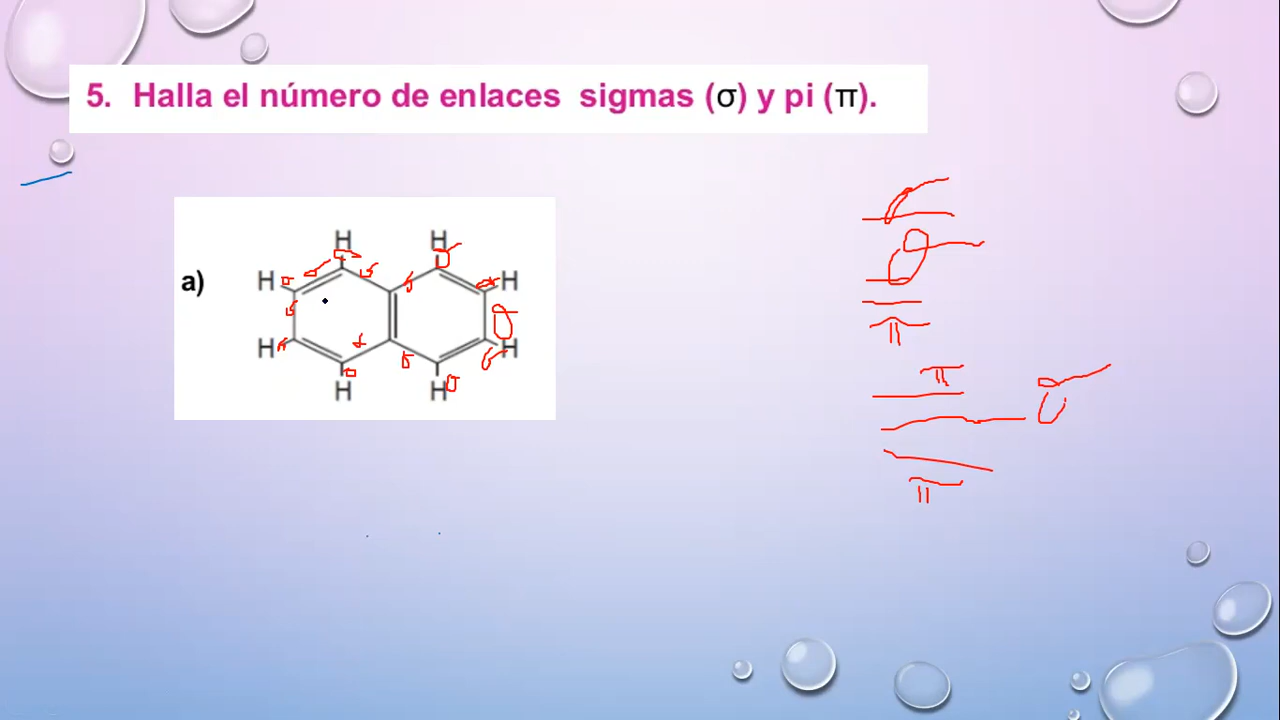 5. Halla el número de enlaces sigmas (σ) y pi (π).
σ
H H
σ
a) H H
π
H H
π
σ
H H
π